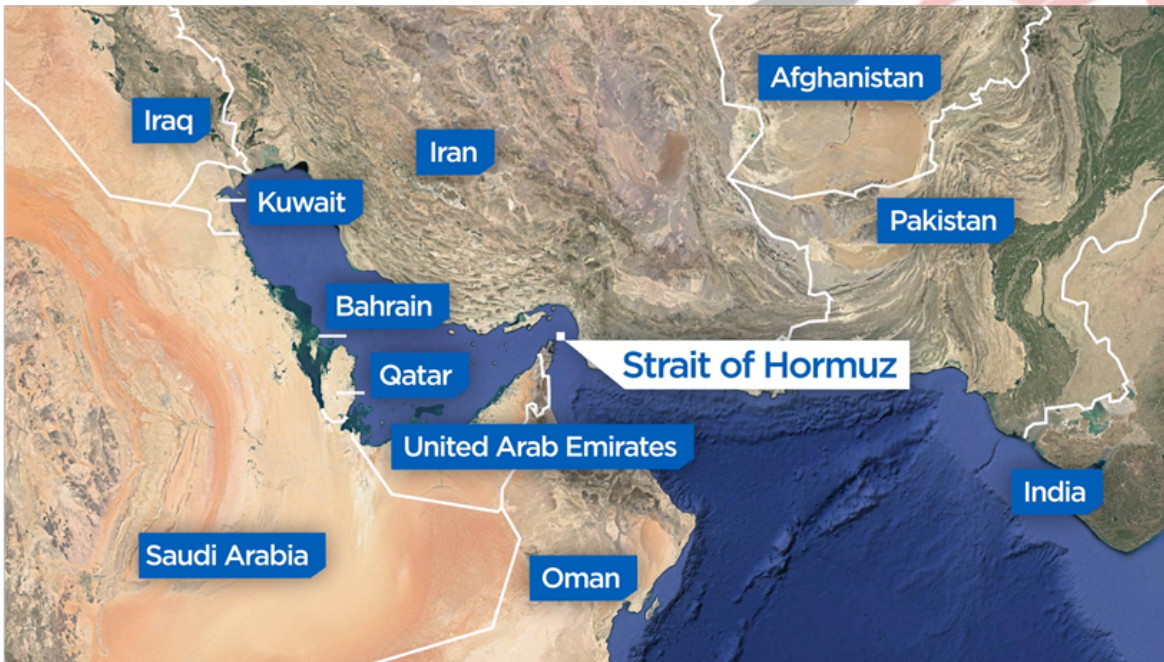 Afghanistan
Iraq
Iran
Kuwait
Pakistan
Bahrain
Strait of Hormuz
Qatar
United Arab Emirates
India
Saudi Arabia
Oman